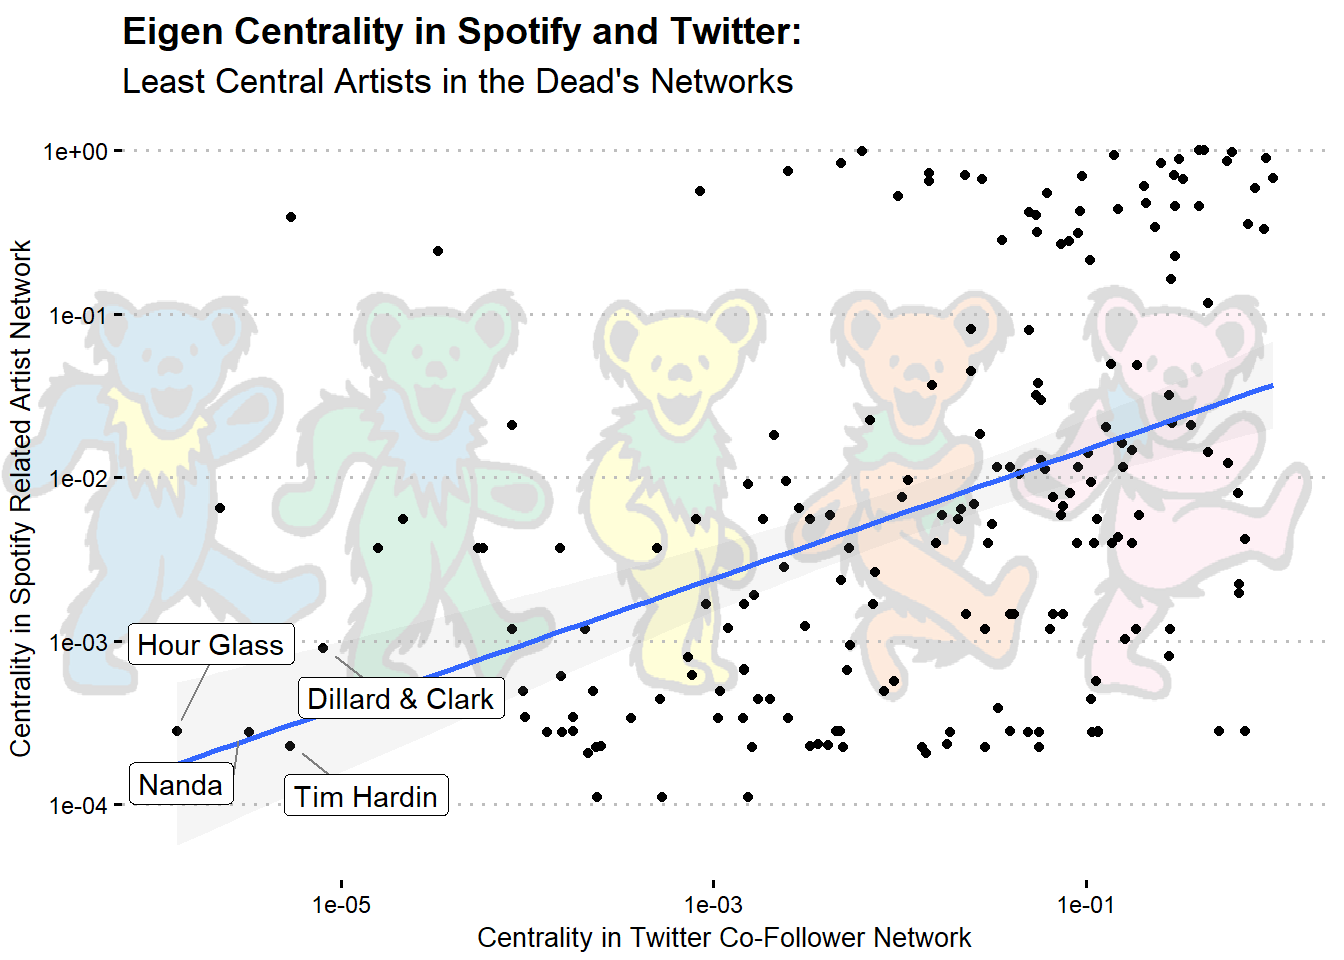 Eigen Centrality in Spotify and Twitter:
Least Central Artists in the Dead's Networks
Centrality in Spotify Related Artist Network
1e+00
1e-01
1e-02
1e-03
1e-04
Hour Glass
Dillard & Clark
Nanda
Tim Hardin
1e-05
1e-03
1e-01
Centrality in Twitter Co-Follower Network